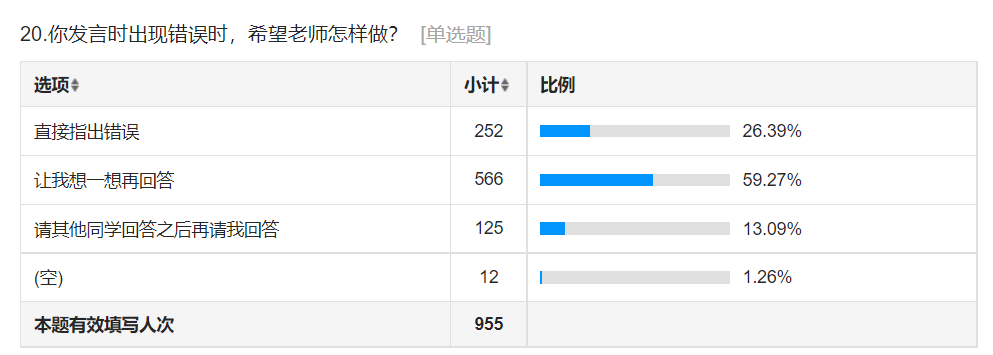 20.你发言时出现错误时，希望老师怎样做？ [单选题]
选项 小计 比例
直接指出错误 252 26.39%
让我想一想再回答 566 59.27%
请其他同学回答之后再请我回答 125 13.09%
(空) 12 1.26%
本题有效填写人次 955